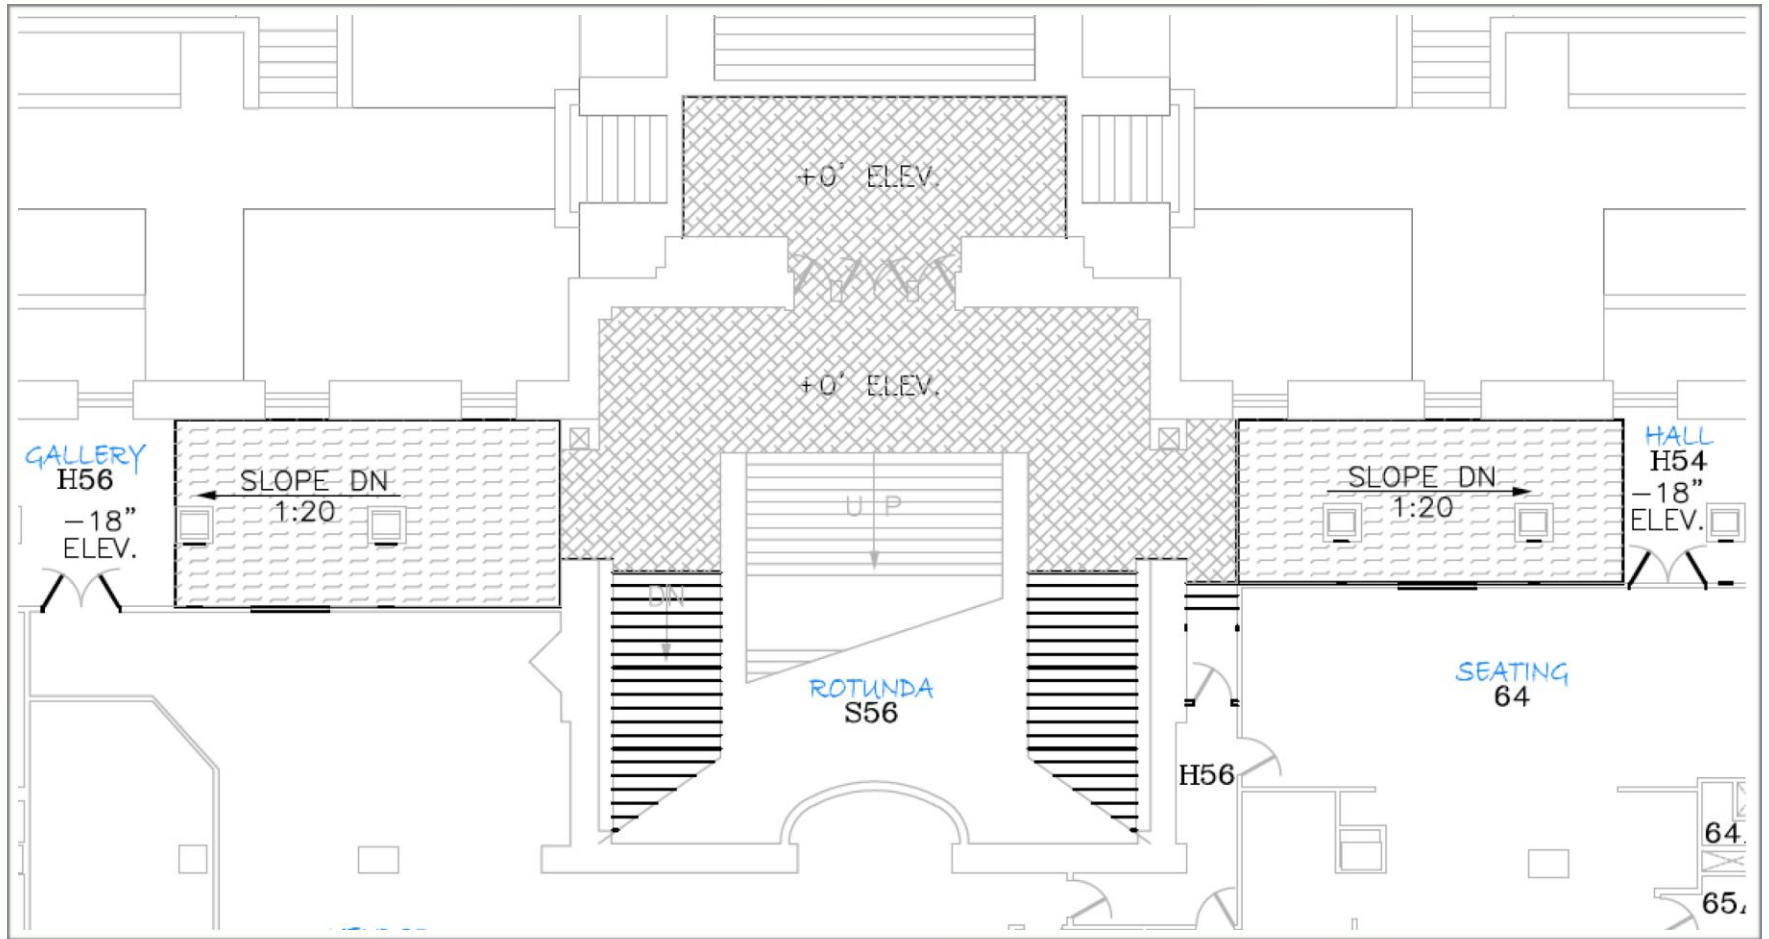 +0' ELEV.
+0' ELEV.
GALLERY
H56
-18"
ELEV.
SLOPE DN
1:20
UP
SLOPE DN
1:20
HALL
H54
-18"
ELEV.
DN
ROTUNDA
S56
SEATING
64
H56
64
65